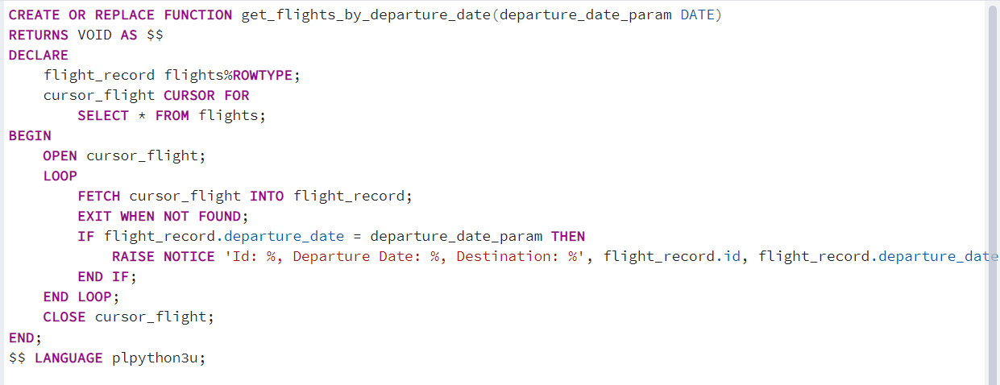 CREATE OR REPLACE FUNCTION get_flights_by_departure_date(departure_date_param DATE)
RETURNS VOID AS $$
DECLARE
    flight_record flights%ROWTYPE;
    cursor_flight CURSOR FOR
        SELECT * FROM flights;
BEGIN
    OPEN cursor_flight;
    LOOP
        FETCH cursor_flight INTO flight_record;
        EXIT WHEN NOT FOUND;
        IF flight_record.departure_date = departure_date_param THEN
            RAISE NOTICE 'Id: %, Departure Date: %, Destination: %', flight_record.id, flight_record.departure_date
        END IF;
    END LOOP;
    CLOSE cursor_flight;
END;
$$ LANGUAGE plpython3u;